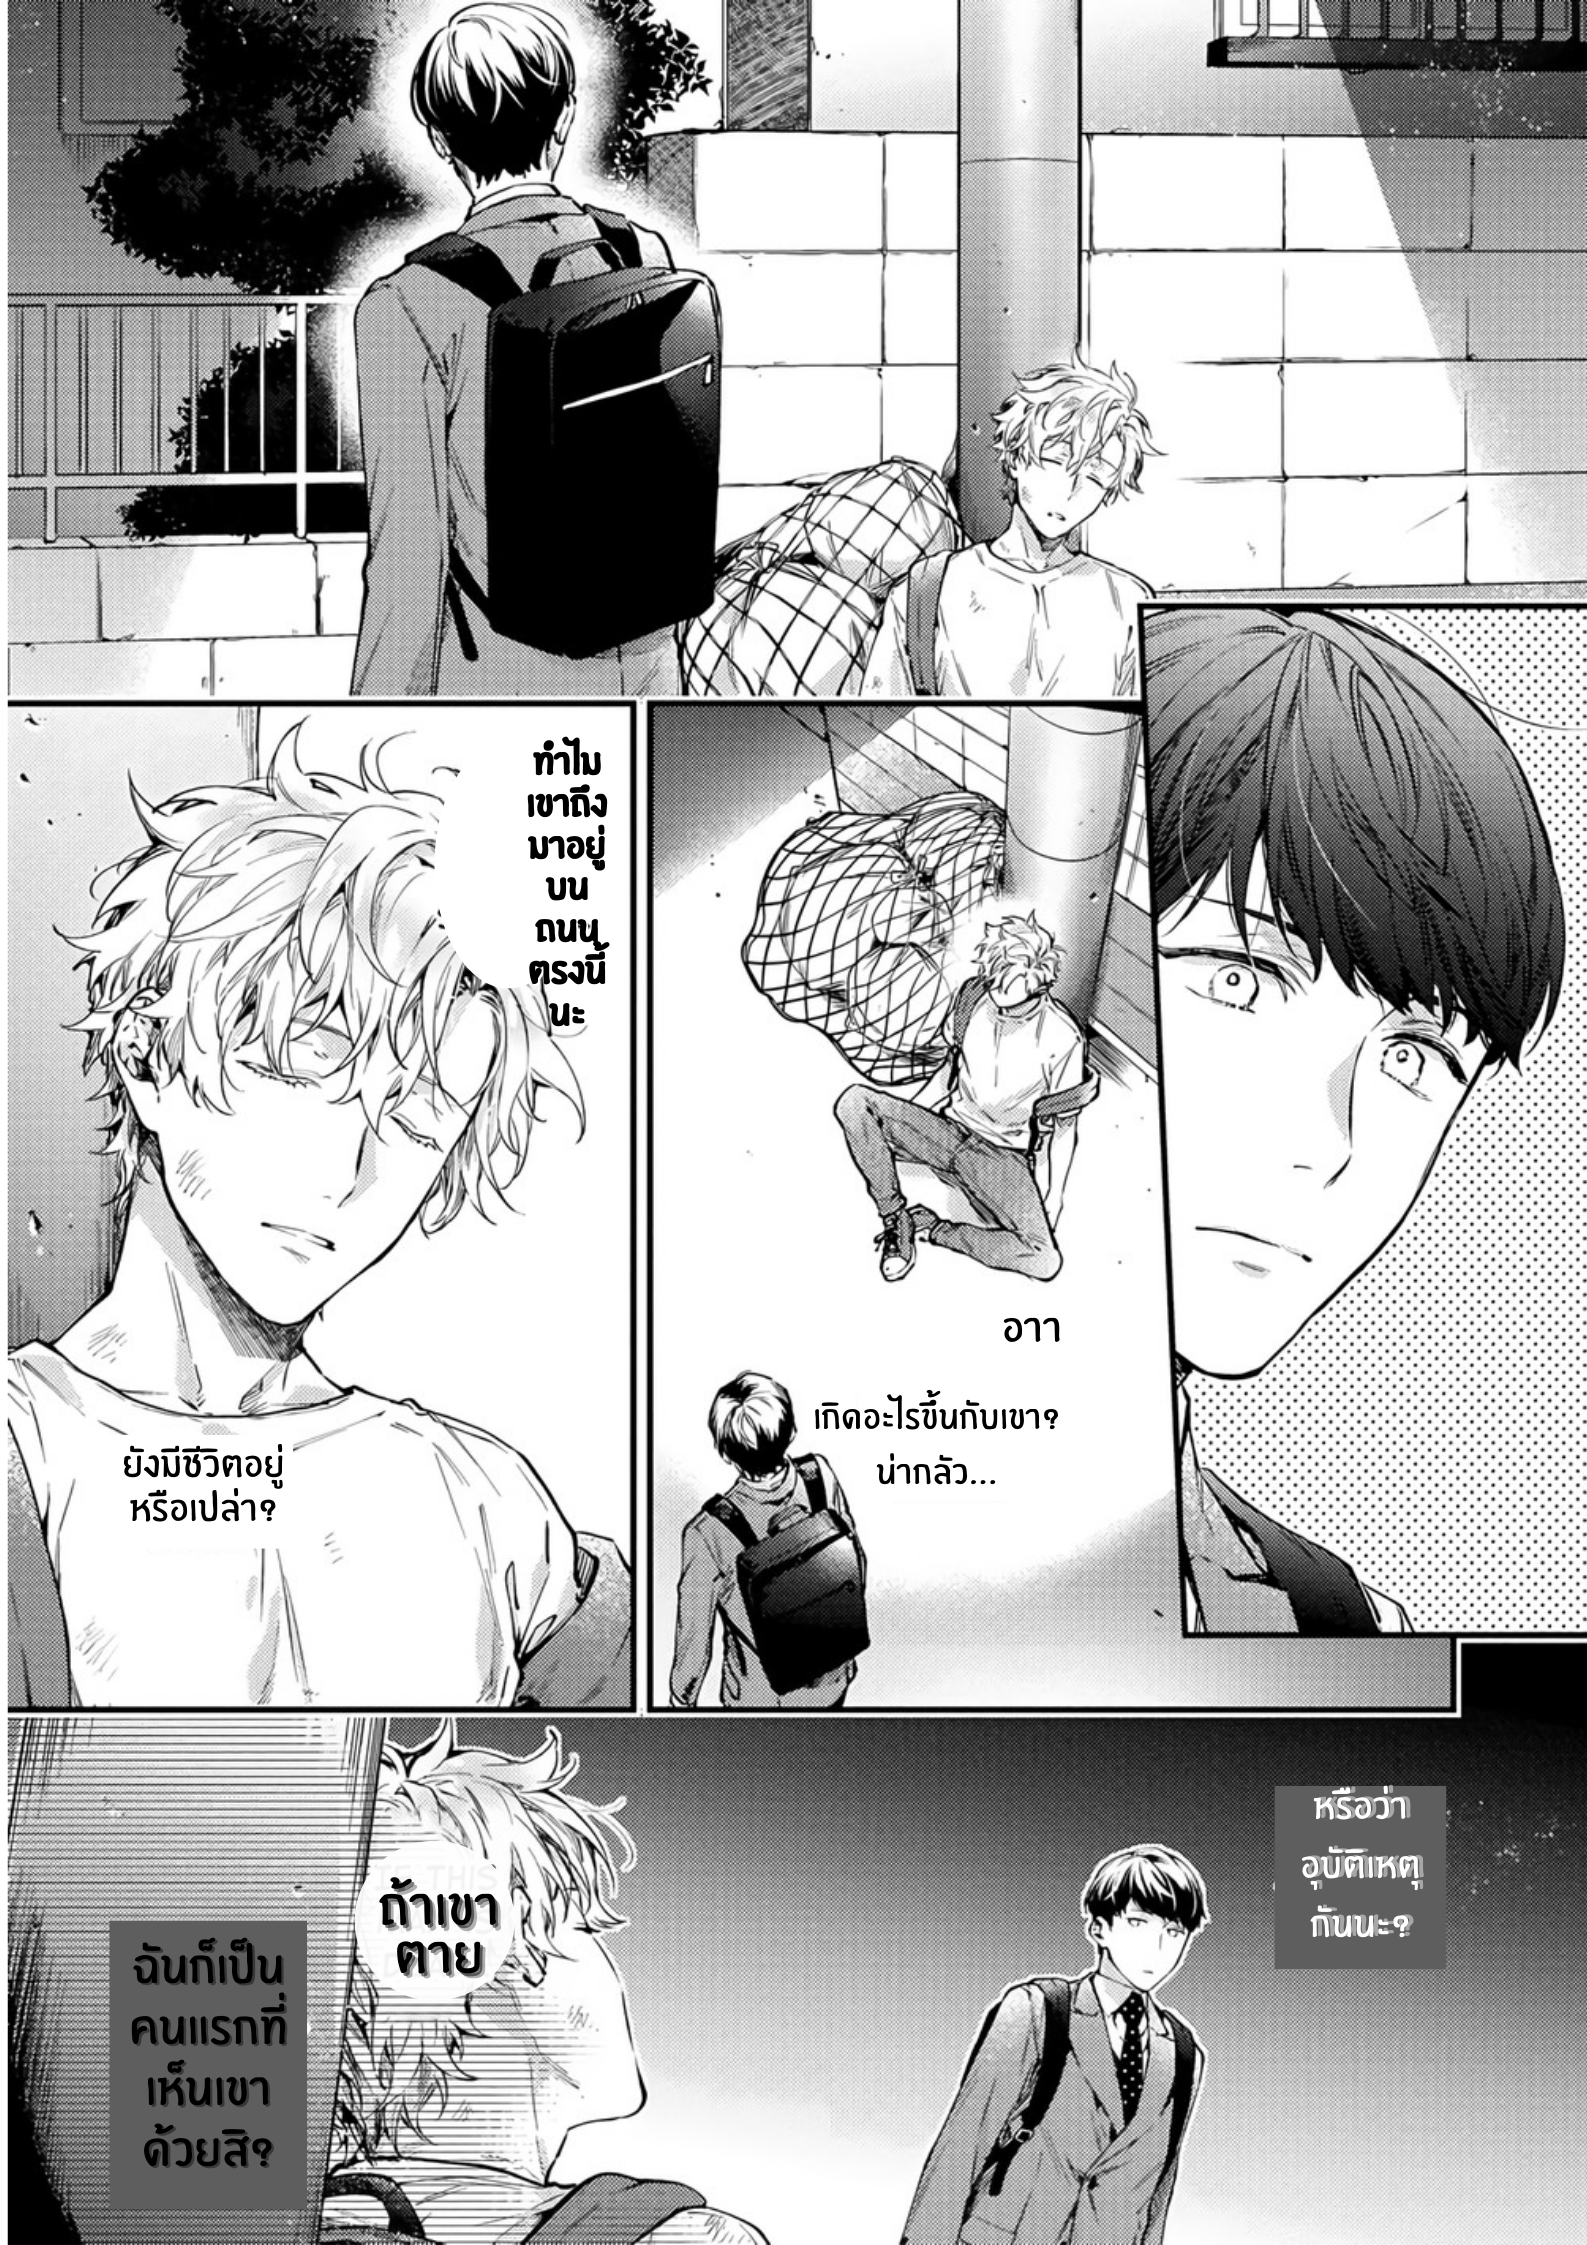 อาา
เกิดอะไรขึ้นกับเขา?
น่ากลัว...
ทำไม
เขาถึง
มาอยู่
บน
ถนน
ตรงนี้
นะ
ยังมีชีวิตอยู่
หรือเปล่า?
หรือว่า
อุบัติเหตุ
กันนะ?
ถ้าเขา
ตาย
ฉันก็เป็น
คนแรกที่
เห็นเขา
ด้วยสิ?